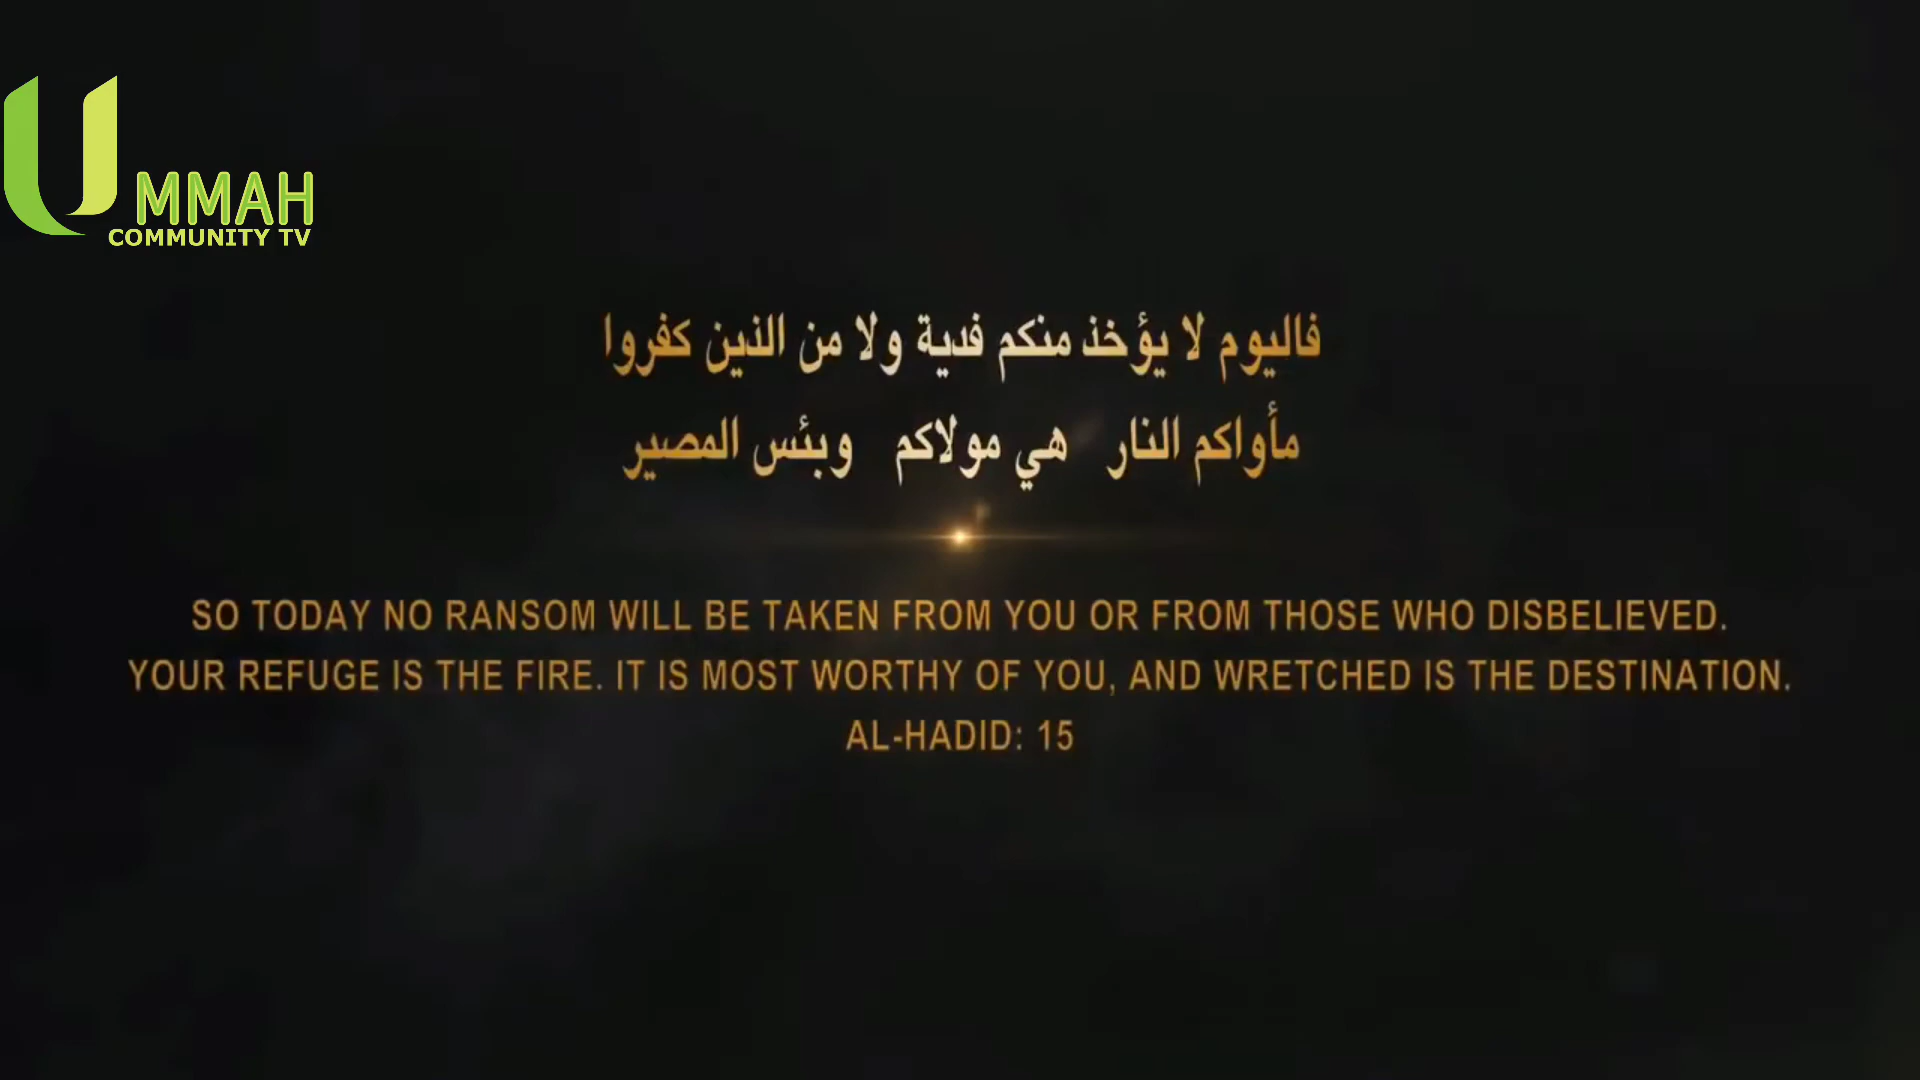 UMMAH
COMMUNITY TV
فاليوم لا يؤخذ منكم فدية ولا من الذين كفروا
مأواكم النار هي مولاكم وبئس المصير
SO TODAY NO RANSOM WILL BE TAKEN FROM YOU OR FROM THOSE WHO DISBELIEVED.
YOUR REFUGE IS THE FIRE. IT IS MOST WORTHY OF YOU, AND WRETCHED IS THE DESTINATION.
AL-HADID: 15